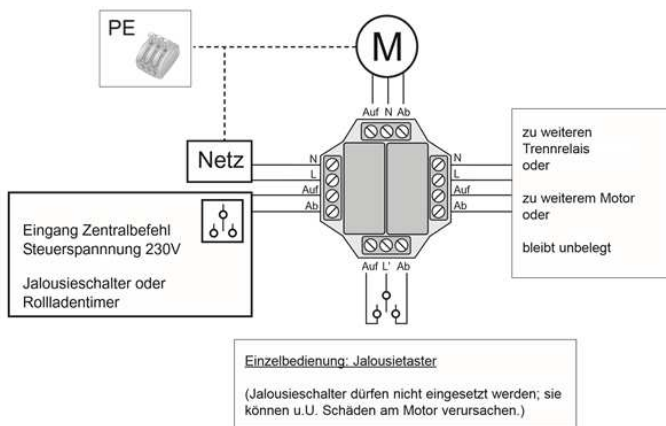 PE
M
Auf N Ab
Netz
N
L
Auf
Ab
N
L
Auf
Ab
zu weiteren
Trennrelais
oder
zu weiterem Motor
oder
bleibt unbelegt
Eingang Zentralbefehl
Steuerspannnung 230V
Jalousieschalter oder
Rollladentimer
Auf L' Ab
Einzelbedienung: Jalousietaster
(Jalousieschalter dürfen nicht eingesetzt werden; sie
können u.U. Schäden am Motor verursachen.)